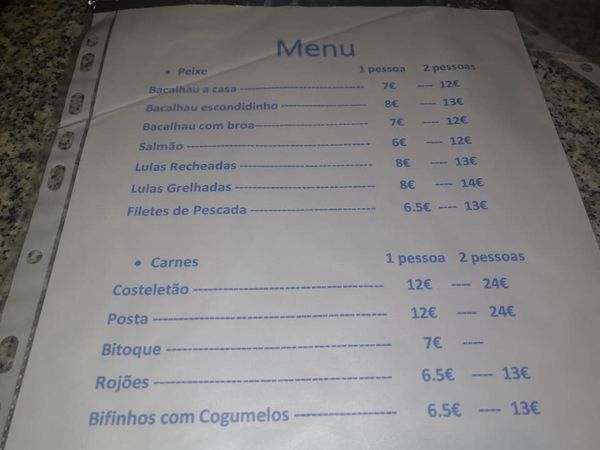 Menu
• Peixe 1 pessoa 2 pessoas
Bacalhau a casa ------------------------------ 7€ ---- 12€
Bacalhau escondidinho -------------------- 8€ ---- 13€
Bacalhau com broa-------------------------- 7€ ---- 12€
Salmão ------------------------------------------ 6€ ---- 12€
Lulas Recheadas ------------------------------ 8€ ---- 13€
Lulas Grelhadas ------------------------------- 8€ ---- 14€
Filetes de Pescada ---------------------------- 6.5€ ---- 13€
• Carnes 1 pessoa 2 pessoas
Costeletão -------------------------------------- 12€ ---- 24€
Posta --------------------------------------------- 12€ ---- 24€
Bitoque ------------------------------------------ 7€ ----
Rojões -------------------------------------------- 6.5€ ---- 13€
Bifinhos com Cogumelos ------------------- 6.5€ ---- 13€